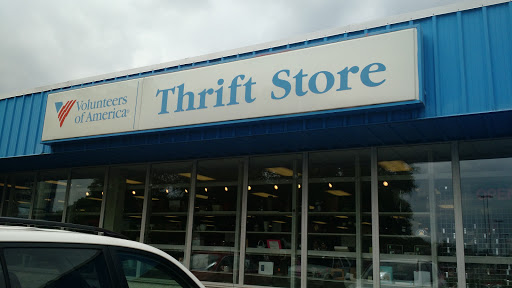 Volunteers
of America®
Thrift Store